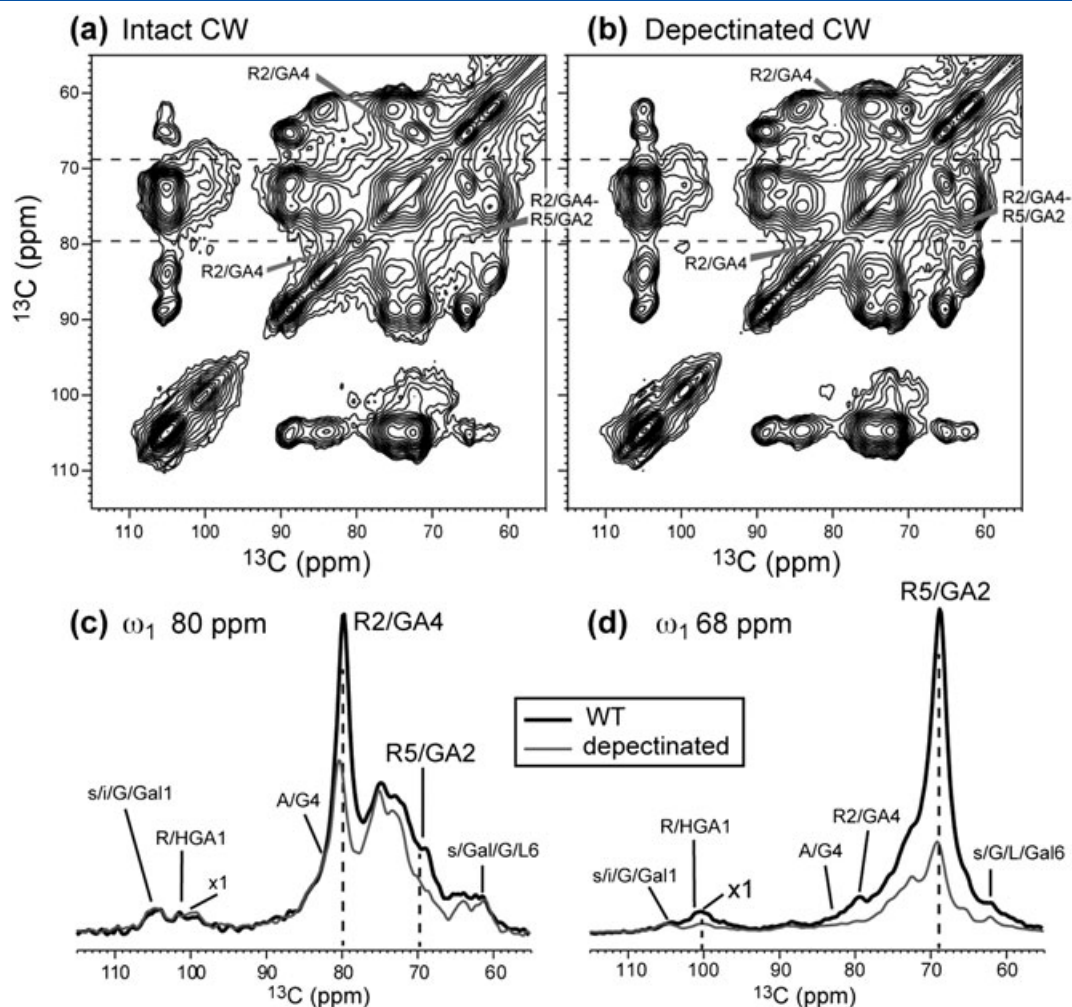 (a) Intact CW
(b) Depectinated CW
R2/GA4
R2/GA4
60
70
80
90
100
110
13C (ppm)
R2/GA4-
R5/GA2
R2/GA4-
R5/GA2
R2/GA4
R2/GA4
110 100 90 80 70 60
110 100 90 80 70 60
13C (ppm)
13C (ppm)
(c) ω1 80 ppm
R2/GA4
R5/GA2
A/G4
s/i/G/Gal1
R/HGA1
x1
s/Gal/G/L6
110 100 90 80 70 60
13C (ppm)
WT
depectinated
(d) ω1 68 ppm
R5/GA2
R2/GA4
A/G4
R/HGA1
s/i/G/Gal1
x1
s/G/L/Gal6
110 100 90 80 70 60
13C (ppm)